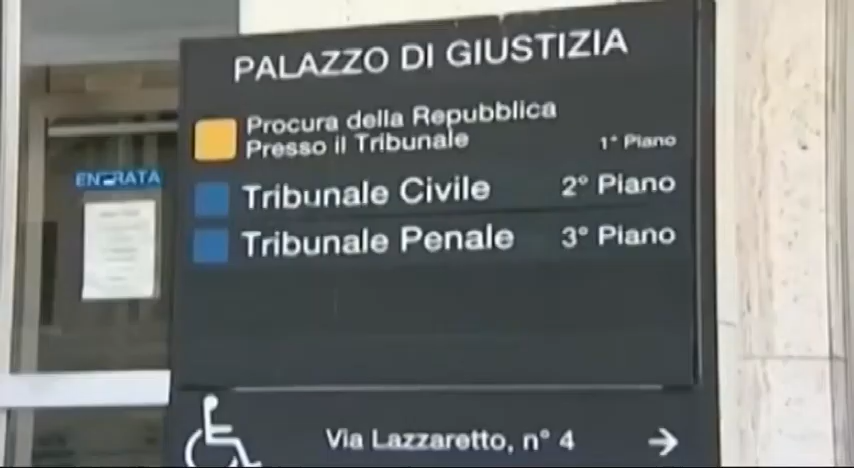 PALAZZO DI GIUSTIZIA
Procura della Repubblica
Presso il Tribunale 1° Piano
Tribunale Civile 2° Piano
Tribunale Penale 3° Piano
ENTRATA
Via Lazzaretto, n° 4 →